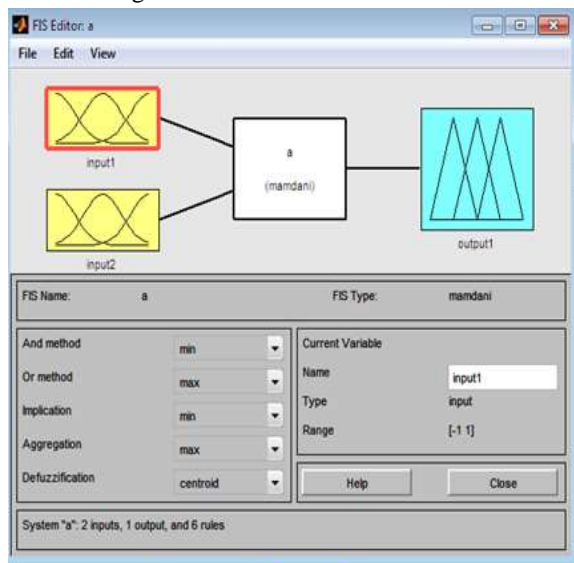 FIS Editor: a
File Edit View
input1
a
(mamdani)
input2
output1
FIS Name: a FIS Type: mamdani
And method min
Or method max
Implication min
Aggregation max
Defuzzification centroid
Current Variable
Name input1
Type input
Range [-1 1]
Help Close
System "a": 2 inputs, 1 output, and 6 rules